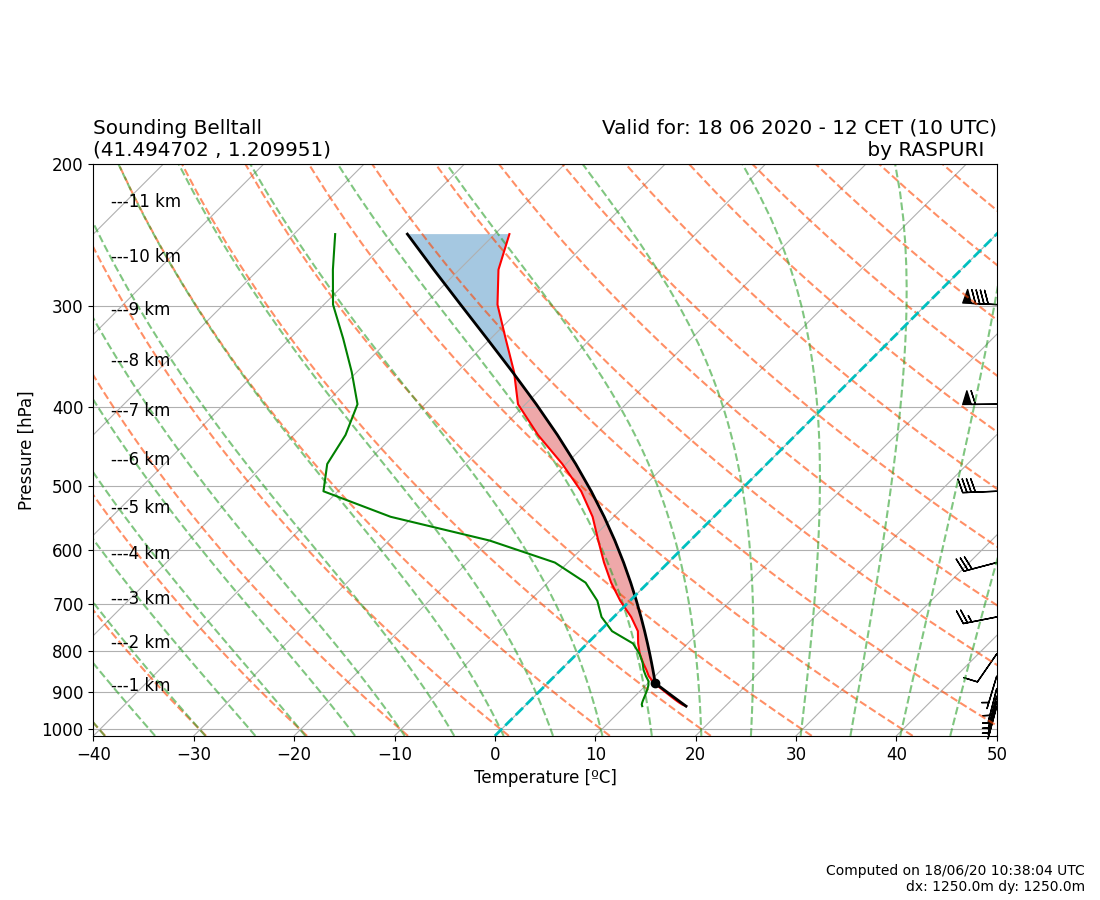 Sounding Belltall
(41.494702 , 1.209951)
Valid for: 18 06 2020 - 12 CET (10 UTC)
by RASPURI
200
---11 km
---10 km
300
---9 km
---8 km
400
---7 km
---6 km
500
---5 km
600
---4 km
700
---3 km
800
---2 km
900
---1 km
1000
Pressure [hPa]
−40 −30 −20 −10 0 10 20 30 40 50
Temperature [ºC]
Computed on 18/06/20 10:38:04 UTC
dx: 1250.0m dy: 1250.0m